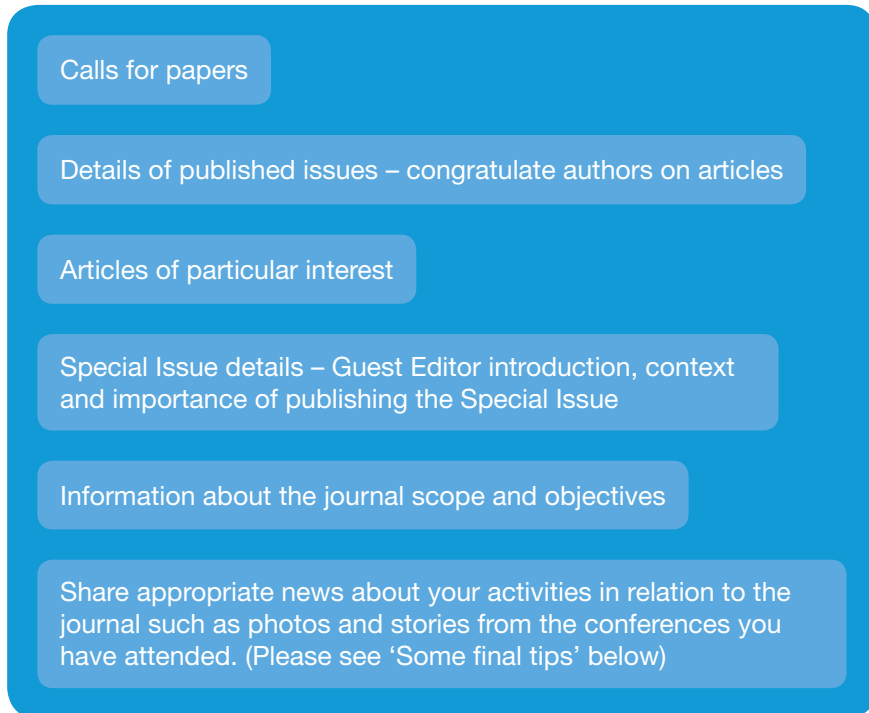 Calls for papers
Details of published issues – congratulate authors on articles
Articles of particular interest
Special Issue details – Guest Editor introduction, context
and importance of publishing the Special Issue
Information about the journal scope and objectives
Share appropriate news about your activities in relation to the
journal such as photos and stories from the conferences you
have attended. (Please see ‘Some final tips’ below)